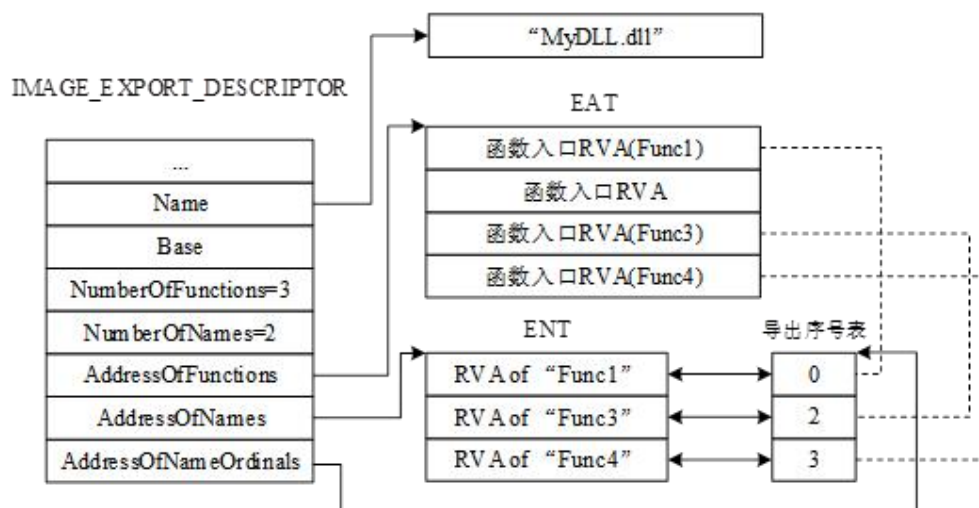 “MyDLL.dll”
IMAGE_EXPORT_DESCRIPTOR
...
Name
Base
NumberOfFunctions=3
NumberOfNames=2
AddressOfFunctions
AddressOfNames
AddressOfNameOrdinals
EAT
函数入口RVA(Func1)
函数入口RVA
函数入口RVA(Func3)
函数入口RVA(Func4)
ENT
RVA of “Func1”
RVA of “Func3”
RVA of “Func4”
导出序号表
0
2
3